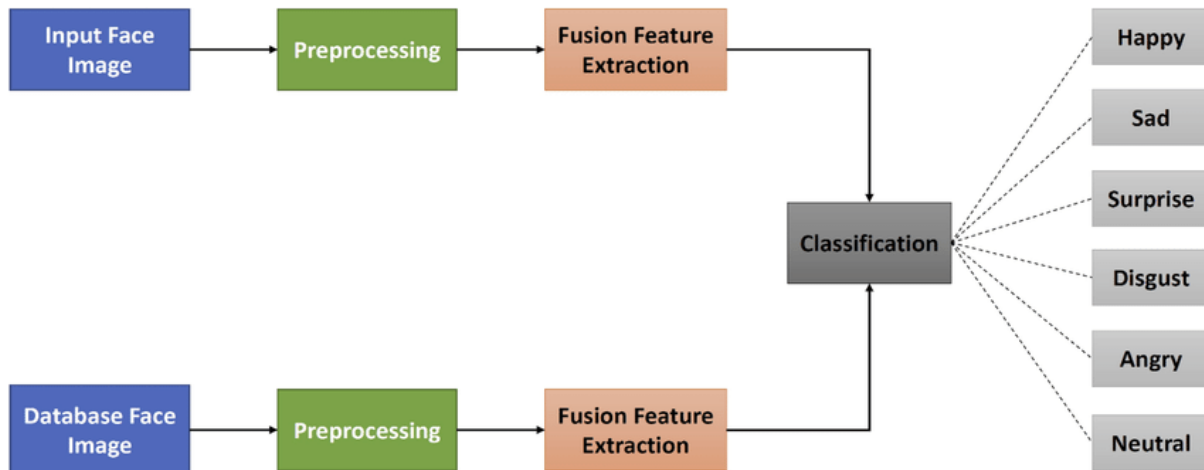 Input Face
Image
Preprocessing
Fusion Feature
Extraction
Classification
Happy
Sad
Surprise
Disgust
Angry
Neutral
Database Face
Image
Preprocessing
Fusion Feature
Extraction